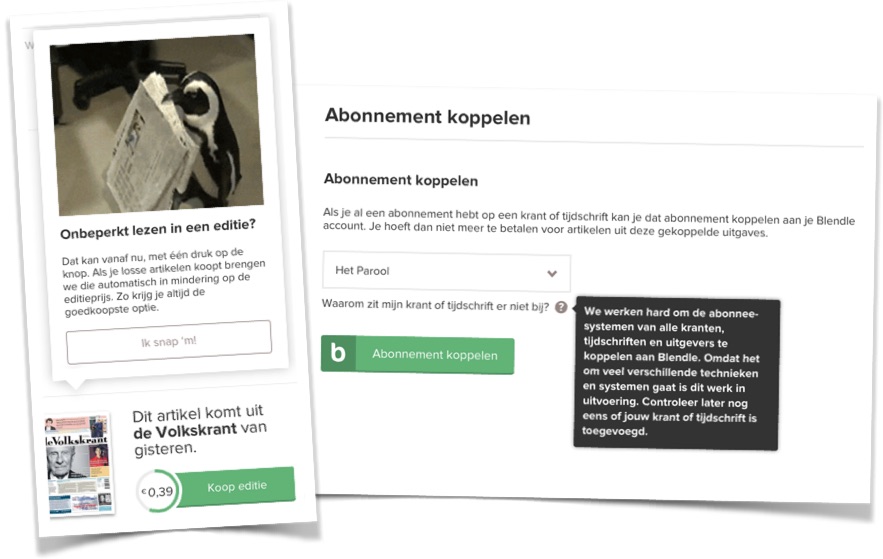 Onbeperkt lezen in een editie?
Dat kan vanaf nu, met één druk op de
knop. Als je losse artikelen koopt brengen
we die automatisch in mindering op de
editieprijs. Zo krijg je altijd de
goedkoopste optie.
Ik snap 'm!
de Volkskrant
Dit artikel komt uit
de Volkskrant van
gisteren.
€0,39
Koop editie
Abonnement koppelen
Abonnement koppelen
Als je al een abonnement hebt op een krant of tijdschrift kan je dat abonnement koppelen aan je Blendle
account. Je hoeft dan niet meer te betalen voor artikelen uit deze gekoppelde uitgaves.
Het Parool
Waarom zit mijn krant of tijdschrift er niet bij? ?
b Abonnement koppelen
We werken hard om de abonnee-
systemen van alle kranten,
tijdschriften en uitgevers te
koppelen aan Blendle. Omdat het
om veel verschillende technieken
en systemen gaat is dit werk in
uitvoering. Controleer later nog
eens of jouw krant of tijdschrift is
toegevoegd.